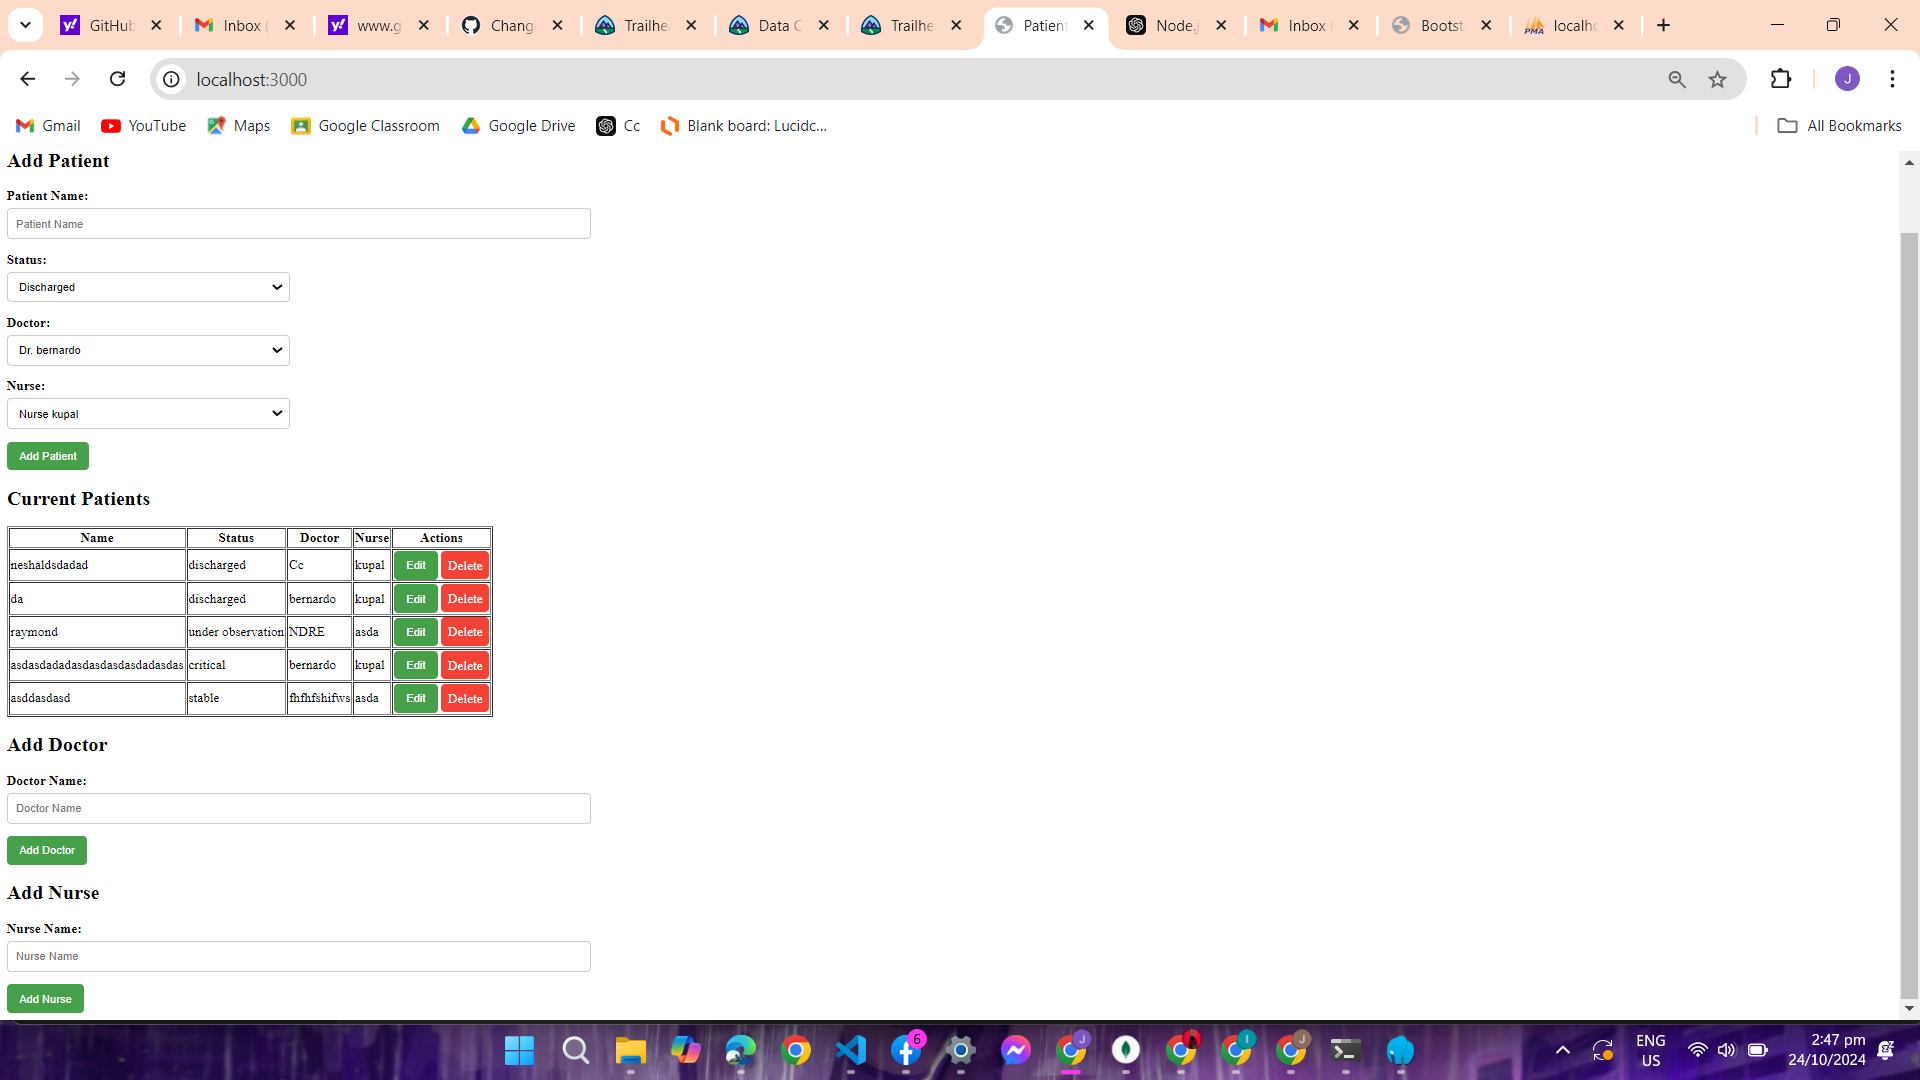 GitHub
Inbox (
www.g
Changi
Trailhe
Data C
Trailhe
Patient
Node.j
Inbox (
Bootst
localho
localhost:3000
J
Gmail
YouTube
Maps
Google Classroom
Google Drive
Cc
Blank board: Lucidc...
All Bookmarks
Add Patient
Patient Name:
Patient Name
Status:
Discharged
Doctor:
Dr. bernardo
Nurse:
Nurse kupal
Add Patient
Current Patients
Name Status Doctor Nurse Actions
neshaldsdadad discharged Cc kupal Edit Delete
da discharged bernardo kupal Edit Delete
raymond under observation NDRE asda Edit Delete
asdasdadadasdasdasdasdadasdas critical bernardo kupal Edit Delete
asddasdasd stable fhfhfshifws asda Edit Delete
Add Doctor
Doctor Name:
Doctor Name
Add Doctor
Add Nurse
Nurse Name:
Nurse Name
Add Nurse
6
ENG
US
2:47 pm
24/10/2024